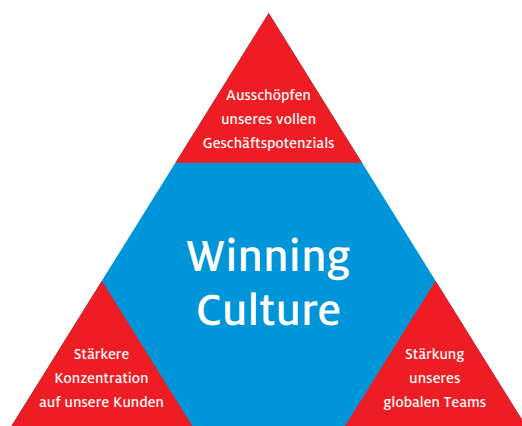 Ausschöpfen
unseres vollen
Geschäftspotenzials
Winning
Culture
Stärkere
Konzentration
auf unsere Kunden
Stärkung
unseres
globalen Teams